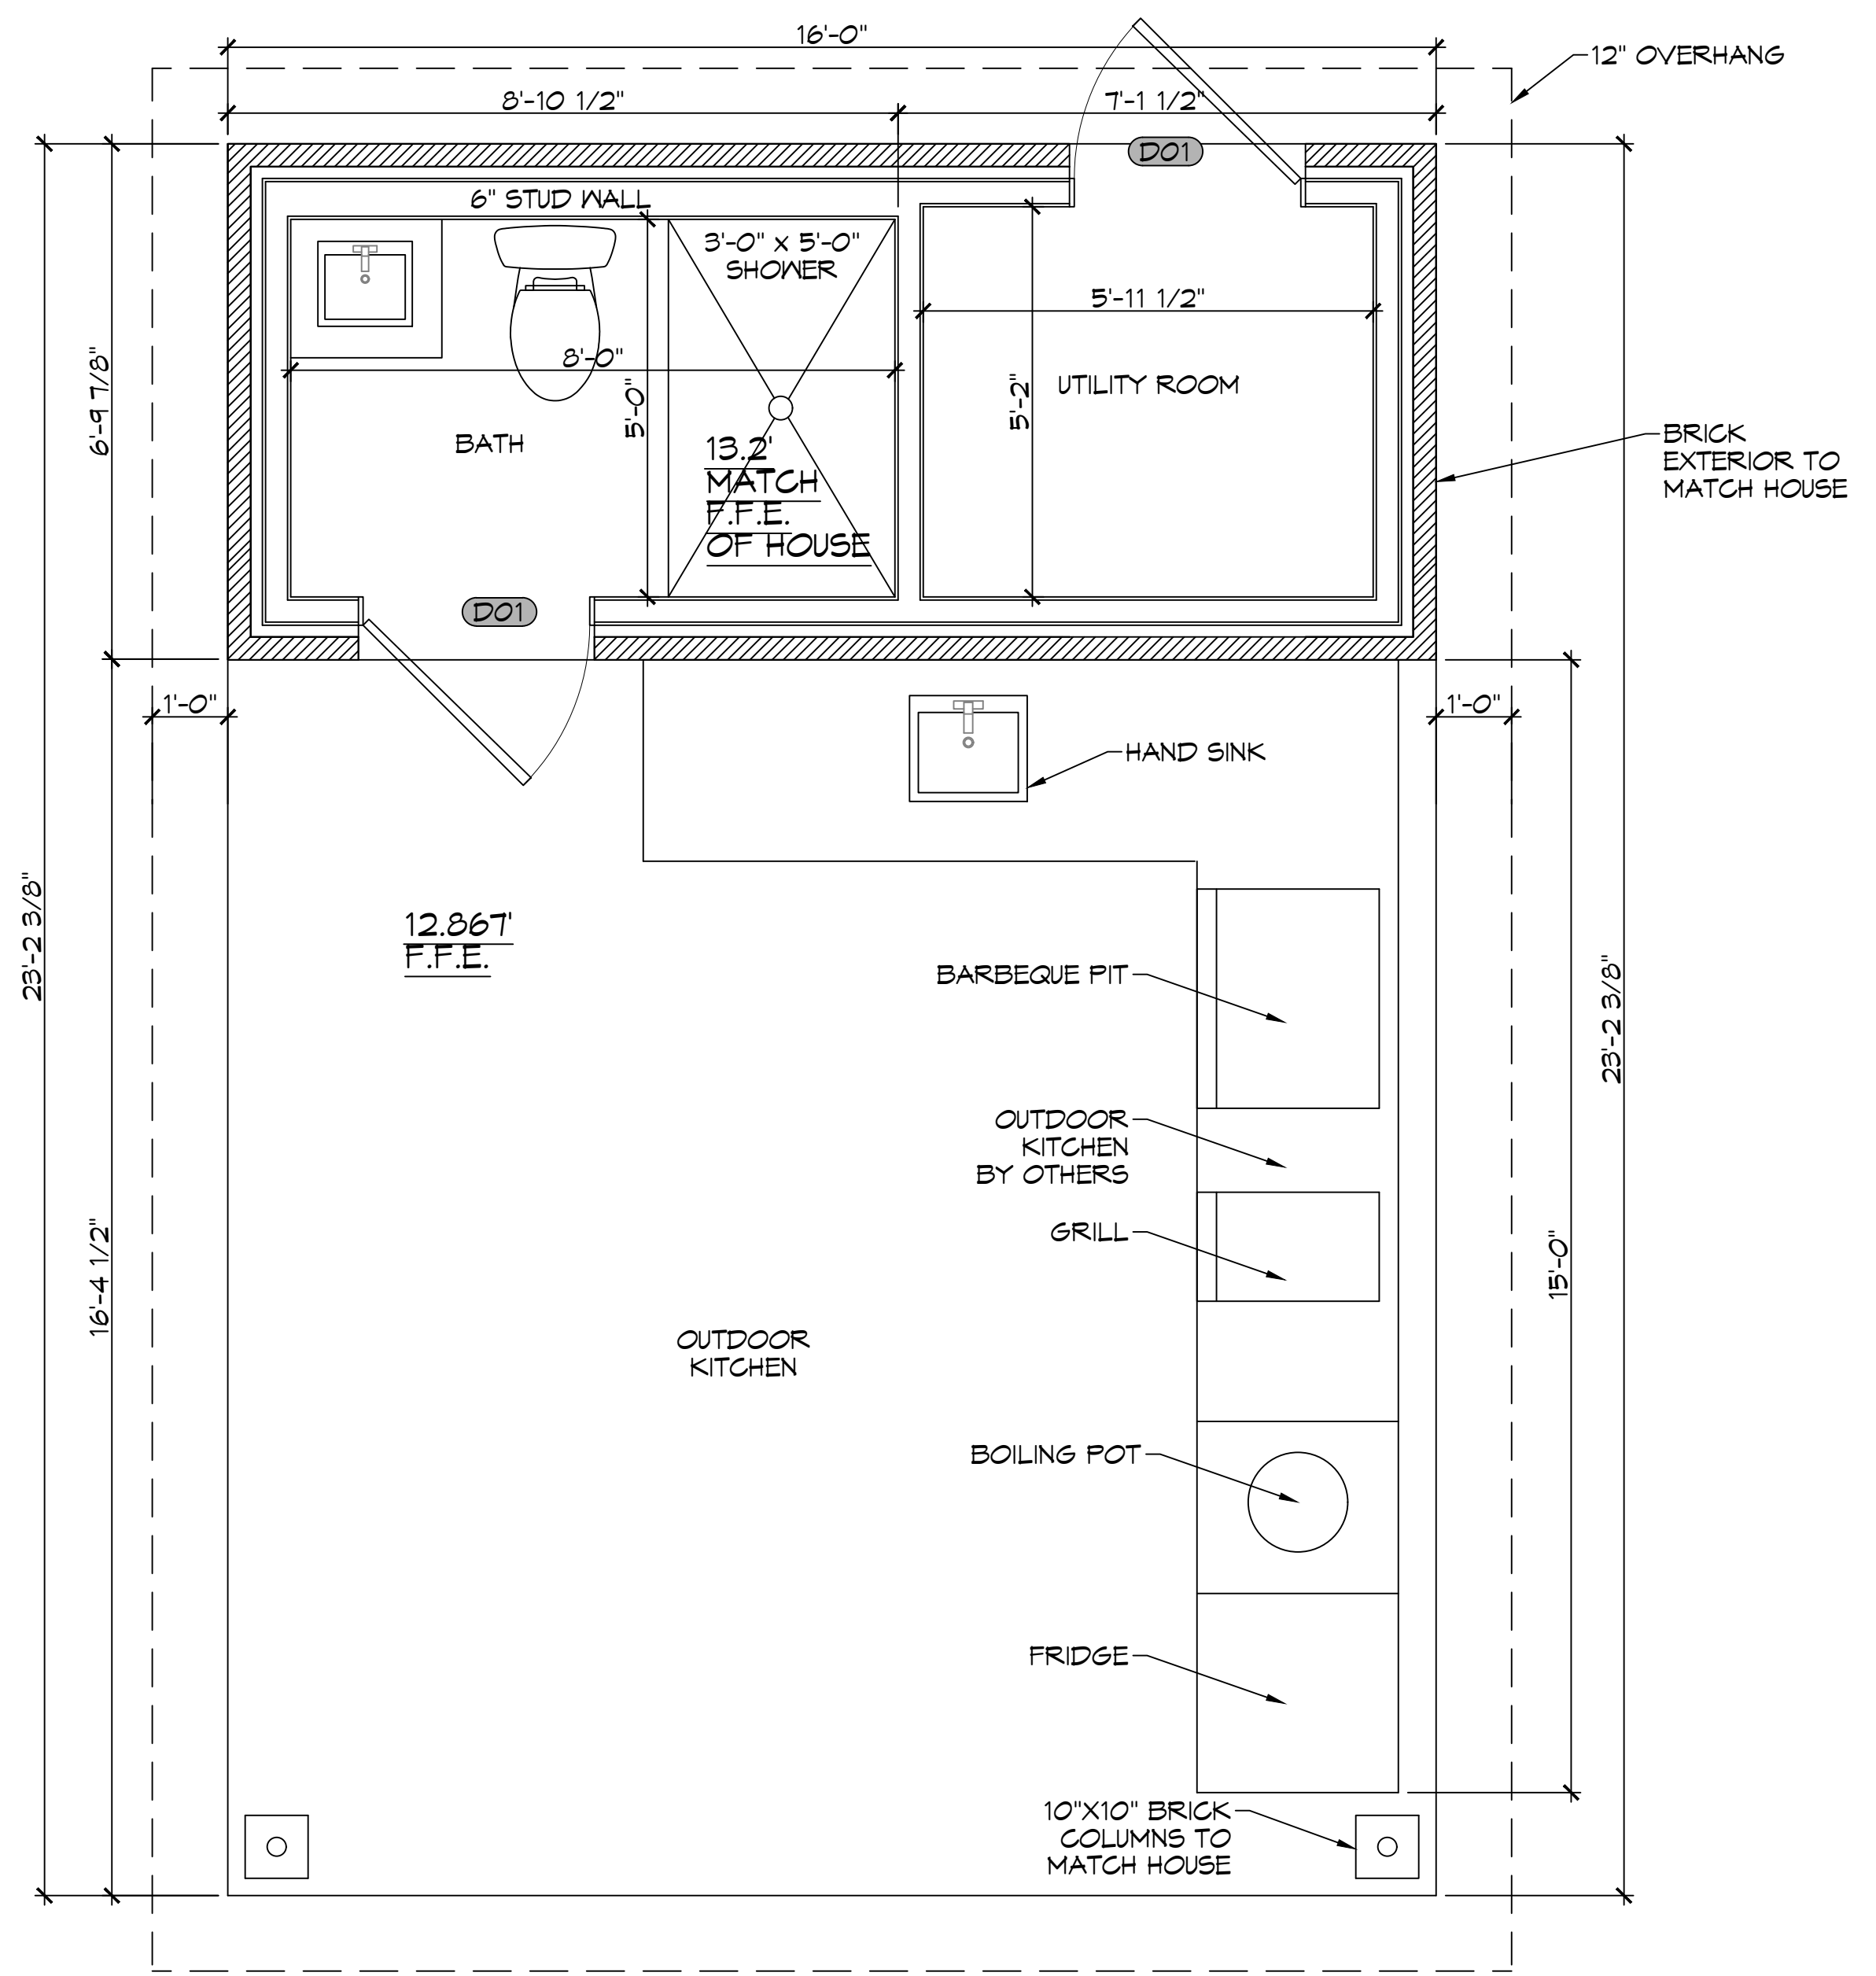 16'-0"
12" OVERHANG
8'-10 1/2"
7'-1 1/2"
D01
6" STUD WALL
3'-0" X 5'-0"
SHOWER
5'-11 1/2"
8'-0"
5'-0"
5'-2"
UTILITY ROOM
6'-9 7/8"
BATH
13.2'
MATCH
F.F.E.
OF HOUSE
BRICK
EXTERIOR TO
MATCH HOUSE
D01
1'-0"
1'-0"
HAND SINK
23'-2 3/8"
12.867'
F.F.E.
BARBEQUE PIT
23'-2 3/8"
OUTDOOR
KITCHEN
BY OTHERS
GRILL
16'-4 1/2"
15'-0"
OUTDOOR
KITCHEN
BOILING POT
FRIDGE
10"X10" BRICK
COLUMNS TO
MATCH HOUSE